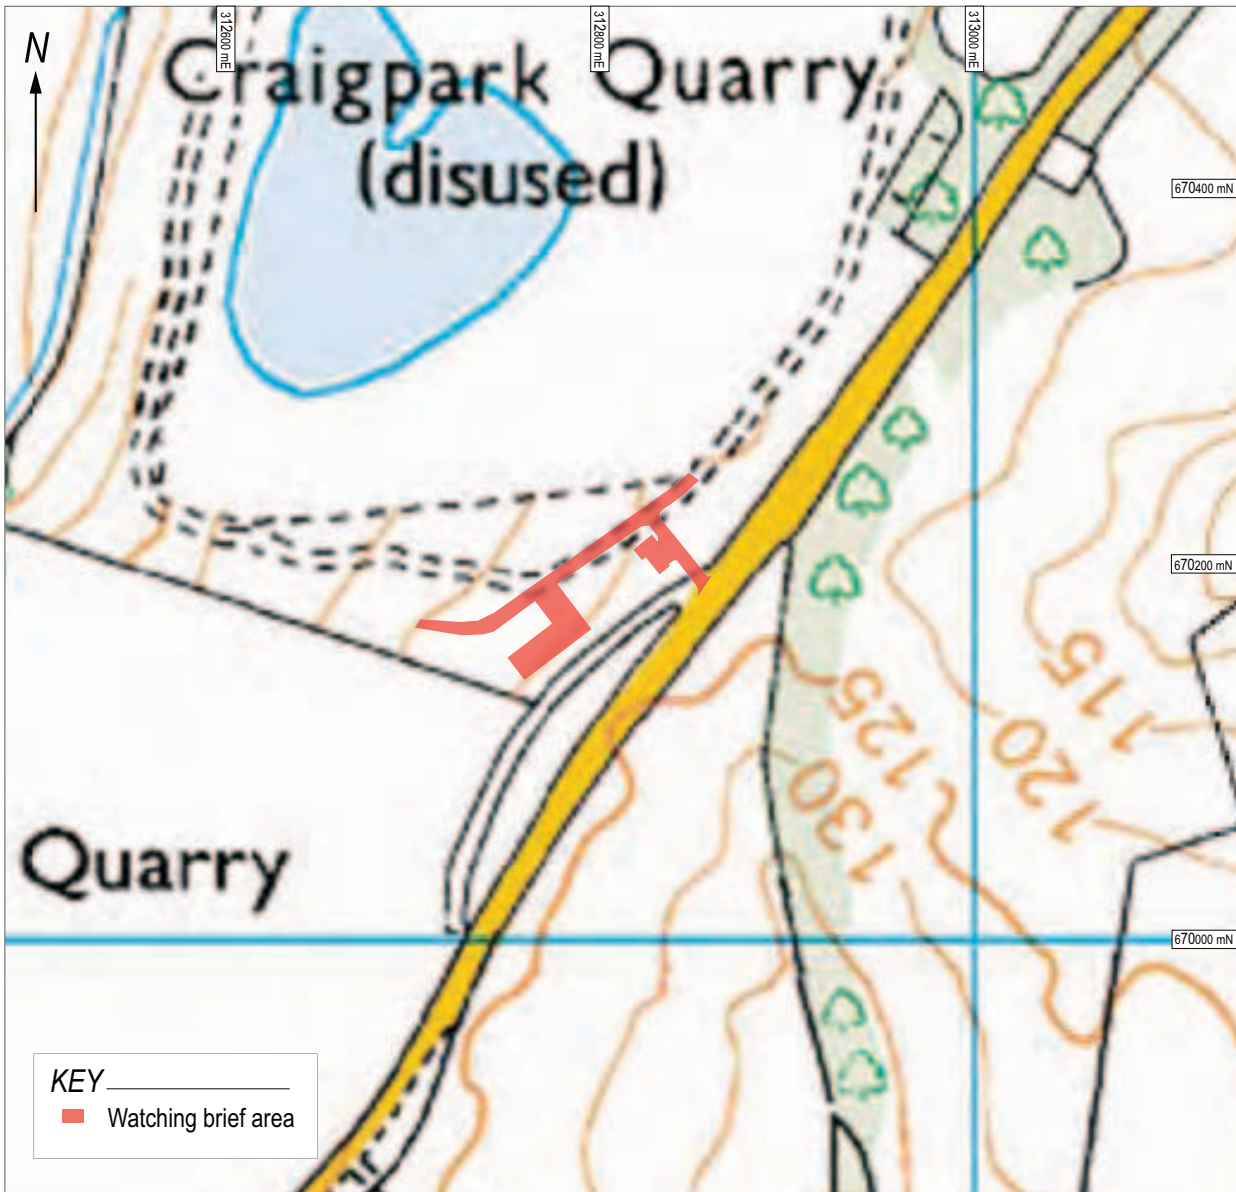 312600 mE
312800 mE
313000 mE
N
Craigpark Quarry
(disused)
670400 mN
670200 mN
115
125
120
130
Quarry
670000 mN
KEY
Watching brief area